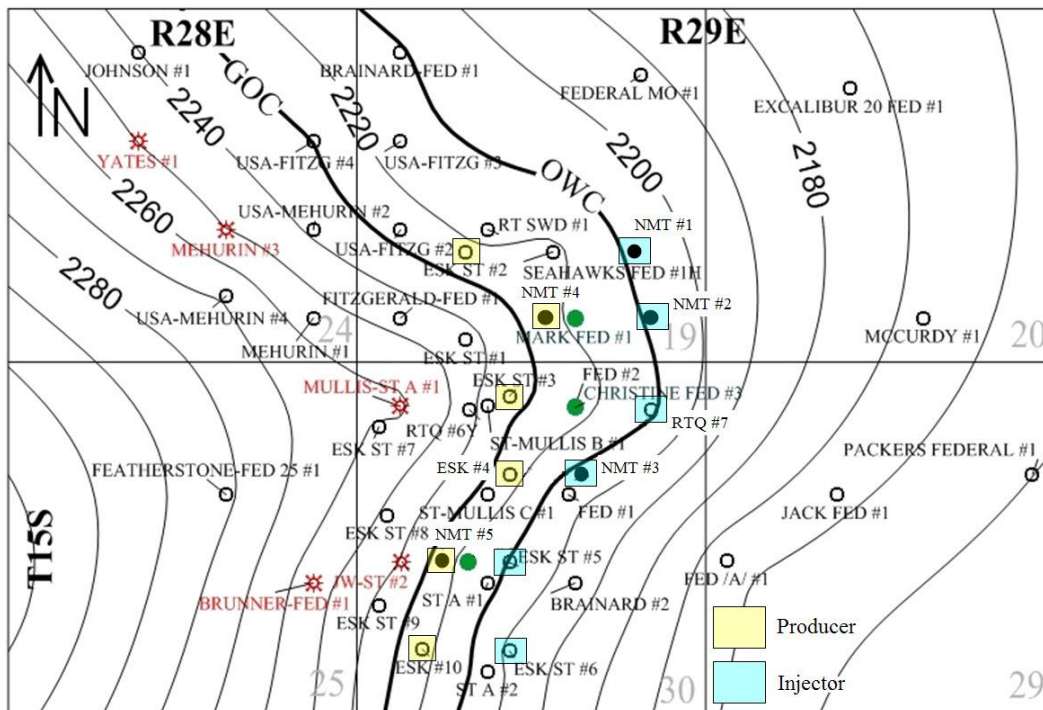 R28E
R29E
JOHNSON #1
BRAINARD-FED #1
FEDERAL MO #1
EXCALIBUR 20 FED #1
N
GOC
2240
2220
2200
2180
YATES #1
USA-FITZG #4
USA-FITZG #3
OWC
2260
USA-MEHURIN #2
RT SWD #1
NMT #1
MEHURIN #3
USA-FITZG #2
ESK ST #2
SEAHAWKS FED #1H
2280
FITZGERALD-FED #1
NMT #4
NMT #2
USA-MEHURIN #4
24
MARK FED #1
19
MCCURDY #1
20
MEHURIN #1
ESK ST #1
MULLIS-ST A #1
ESK ST #3
FED #2
CHRISTINE FED #3
RTQ #6Y
RTQ #7
ESK ST #7
ST-MULLIS B #1
PACKERS FEDERAL #1
FEATHERSTONE-FED 25 #1
ESK #4
NMT #3
ST-MULLIS C #1
FED #1
JACK FED #1
T15S
ESK ST #8
NMT #5
ESK ST #5
JW-ST #2
FED /A/ #1
BRUNNER-FED #1
ST A #1
BRAINARD #2
ESK ST #9
Producer
ESK #10
ESK ST #6
25
ST A #2
30
Injector
29